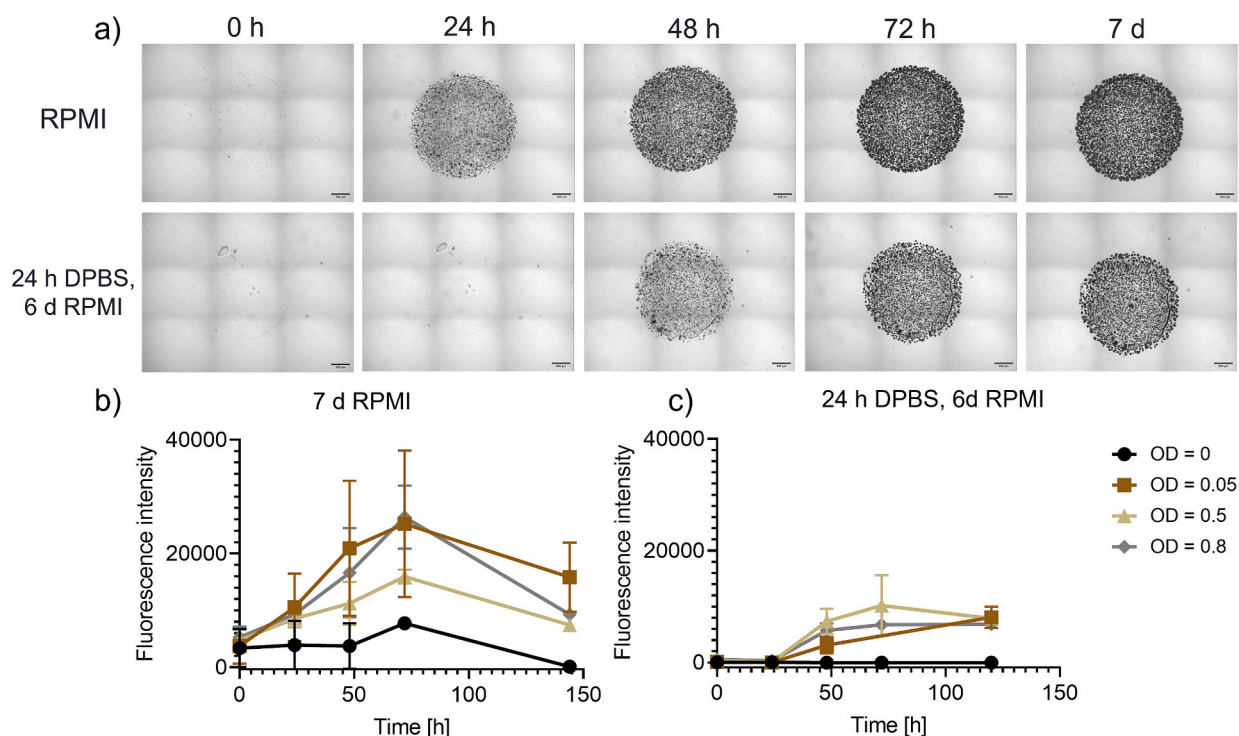 a)
0 h 24 h 48 h 72 h 7 d
RPMI
24 h DPBS,
6 d RPMI
b) 7 d RPMI
c) 24 h DPBS, 6d RPMI
Fluorescence intensity
40000
20000
0
0 50 100 150
Time [h]
Fluorescence intensity
40000
20000
0
0 50 100 150
Time [h]
OD = 0
OD = 0.05
OD = 0.5
OD = 0.8